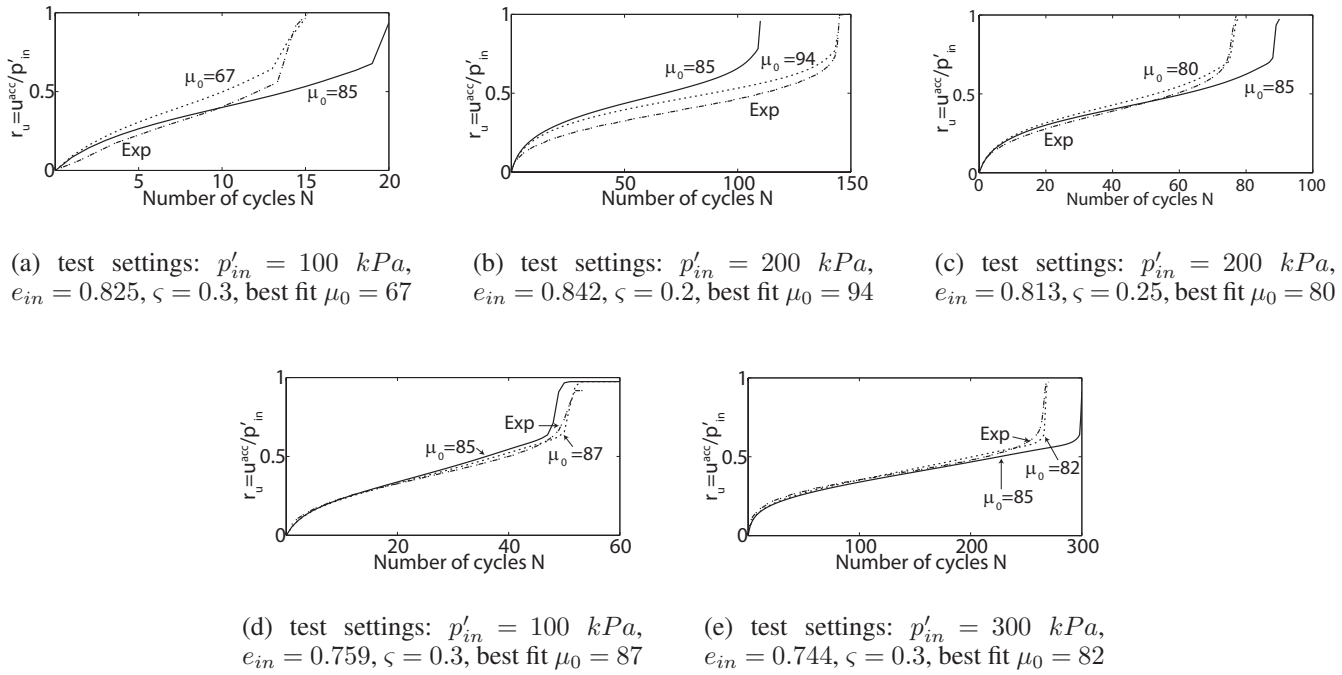 1
0.5
0
r_u=u^acc/p'_in
μ_0=67
μ_0=85
Exp
5 10 15 20
Number of cycles N
(a) test settings: p'_in = 100 kPa,
e_in = 0.825, ς = 0.3, best fit μ_0 = 67
1
0.5
0
r_u=u^acc/p'_in
μ_0=85
μ_0=94
Exp
50 100 150
Number of cycles N
(b) test settings: p'_in = 200 kPa,
e_in = 0.842, ς = 0.2, best fit μ_0 = 94
1
0.5
0
r_u=u^acc/p'_in
μ_0=80
μ_0=85
Exp
0 20 40 60 80 100
Number of cycles N
(c) test settings: p'_in = 200 kPa,
e_in = 0.813, ς = 0.25, best fit μ_0 = 80
1
0.5
0
r_u=u^acc/p'_in
Exp
μ_0=85
μ_0=87
20 40 60
Number of cycles N
(d) test settings: p'_in = 100 kPa,
e_in = 0.759, ς = 0.3, best fit μ_0 = 87
1
0.5
0
r_u=u^acc/p'_in
Exp
μ_0=82
μ_0=85
100 200 300
Number of cycles N
(e) test settings: p'_in = 300 kPa,
e_in = 0.744, ς = 0.3, best fit μ_0 = 82